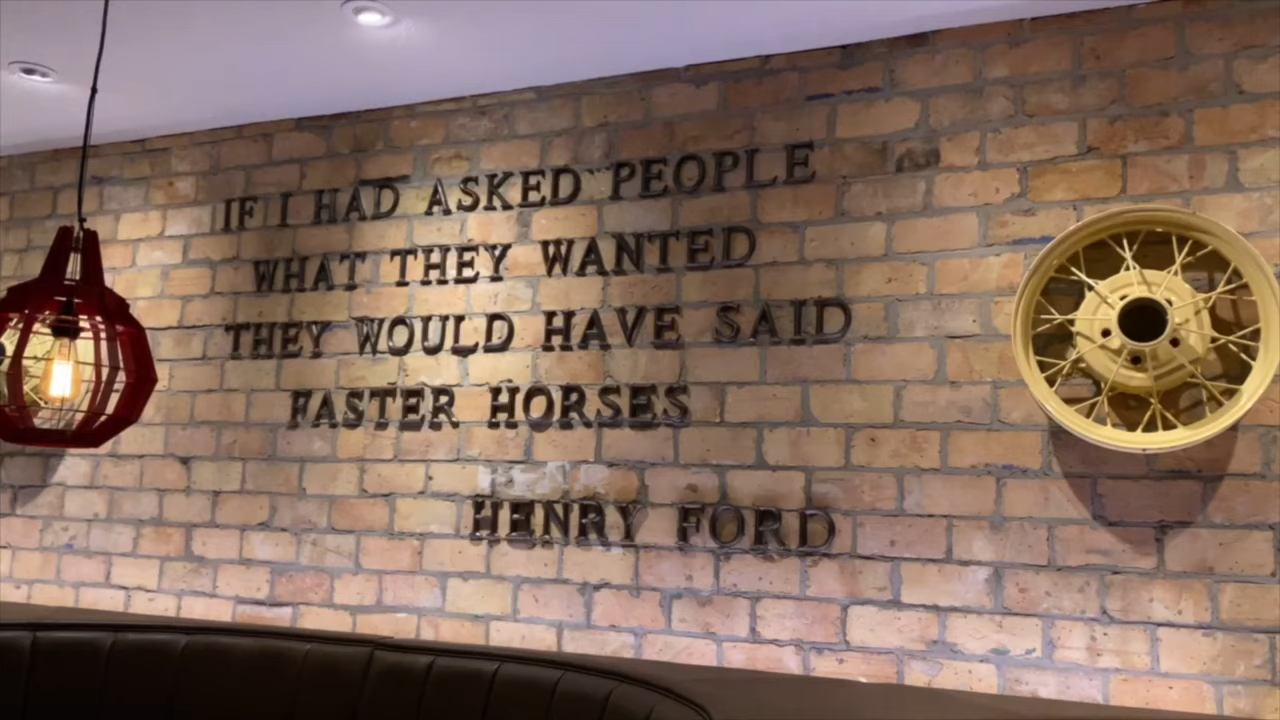 IF I HAD ASKED PEOPLE
WHAT THEY WANTED
THEY WOULD HAVE SAID
FASTER HORSES
HENRY FORD